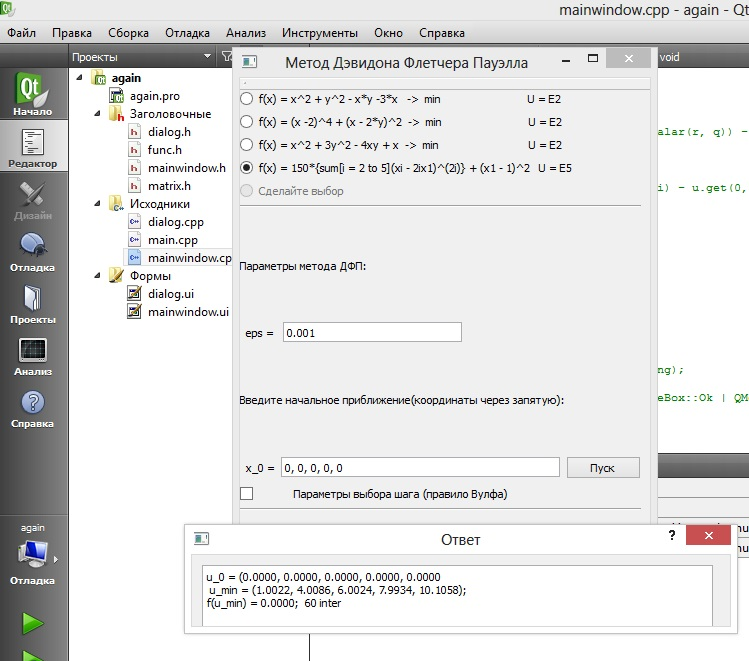 mainwindow.cpp - again - Qt
Файл Правка Сборка Отладка Анализ Инструменты Окно Справка
Проекты
again
again.pro
Заголовочные
dialog.h
func.h
mainwindow.h
matrix.h
Исходники
dialog.cpp
main.cpp
mainwindow.cp
Формы
dialog.ui
mainwindow.ui
Qt
Начало
Редактор
Дизайн
Отладка
Проекты
Анализ
Справка
again
Отладка
Метод Дэвидона Флетчера Пауэлла
f(x) = x^2 + y^2 - x*y -3*x -> min U = E2
f(x) = (x -2)^4 + (x - 2*y)^2 -> min U = E2
f(x) = x^2 + 3y^2 - 4xy + x -> min U = E2
f(x) = 150*{sum[i = 2 to 5](xi - 2ix1)^(2i)} + (x1 - 1)^2 U = E5
Сделайте выбор
Параметры метода ДФП:
eps = 0.001
Введите начальное приближение(координаты через запятую):
x_0 = 0, 0, 0, 0, 0 Пуск
Параметры выбора шага (правило Вулфа)
void
alar(r, q)) -
i) - u.get(0,
ng);
eBox::Ok | QM
Ответ
?
u_0 = (0.0000, 0.0000, 0.0000, 0.0000, 0.0000
u_min = (1.0022, 4.0086, 6.0024, 7.9934, 10.1058);
f(u_min) = 0.0000; 60 inter